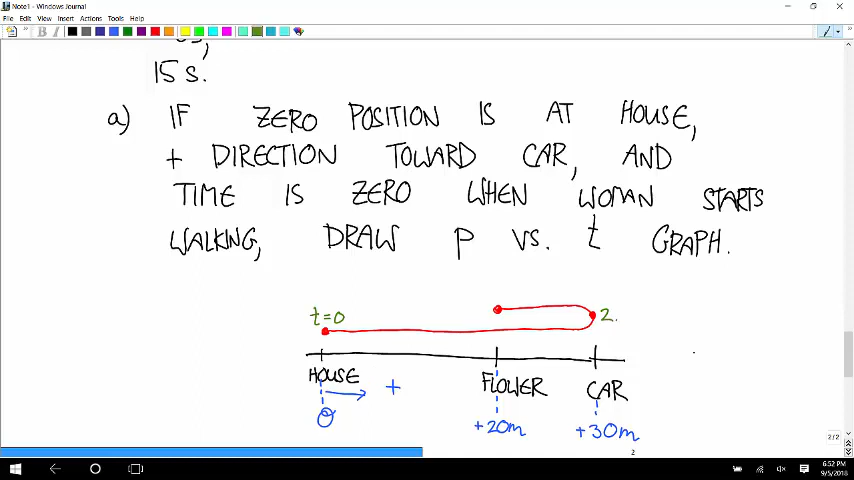 Note1 - Windows Journal
File Edit View Insert Actions Tools Help
15 s.
a) IF ZERO POSITION IS AT HOUSE,
+ DIRECTION TOWARD CAR, AND
TIME IS ZERO WHEN WOMAN STARTS
WALKING, DRAW p vs. t GRAPH.
t=0 2.
HOUSE FLOWER CAR
+
0 +20m +30m
2/2
2
6:52 PM
9/5/2018